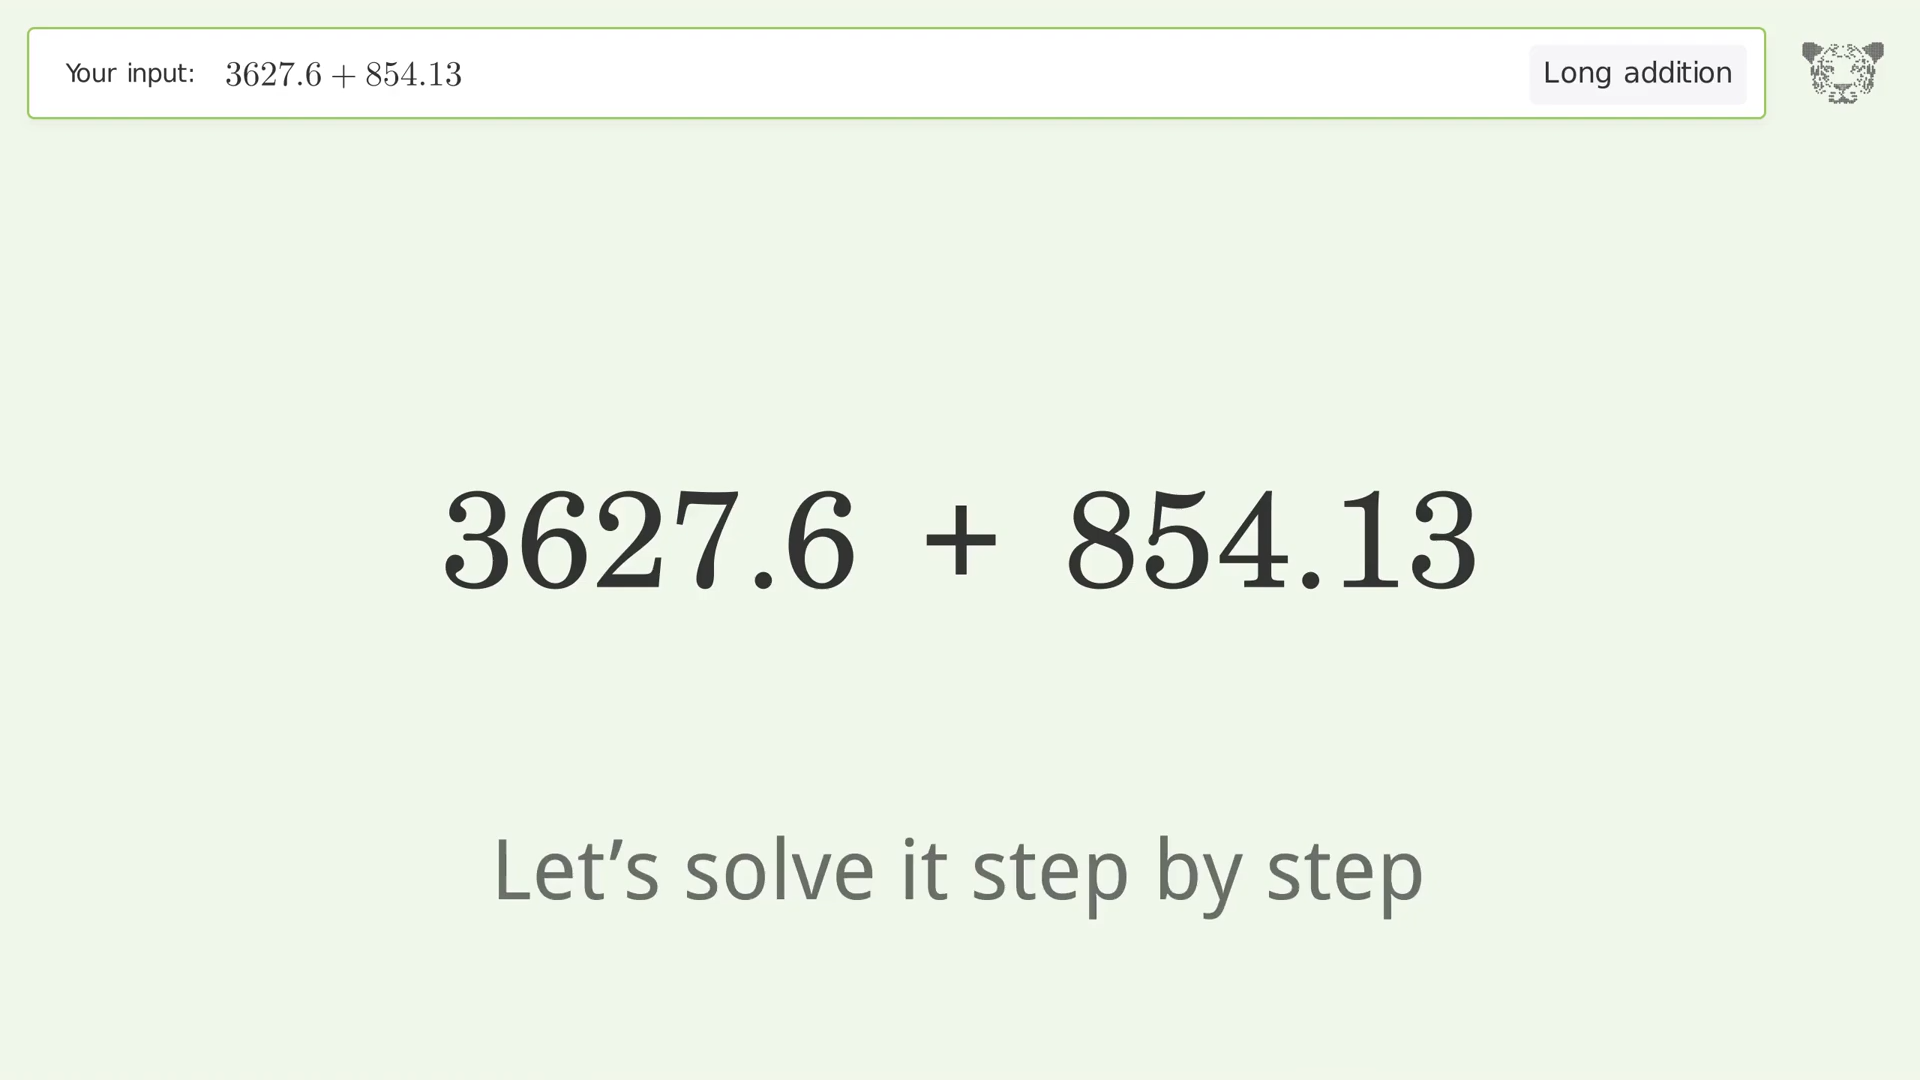 Your input: 3627.6 + 854.13 Long addition
3627.6 + 854.13
Let’s solve it step by step